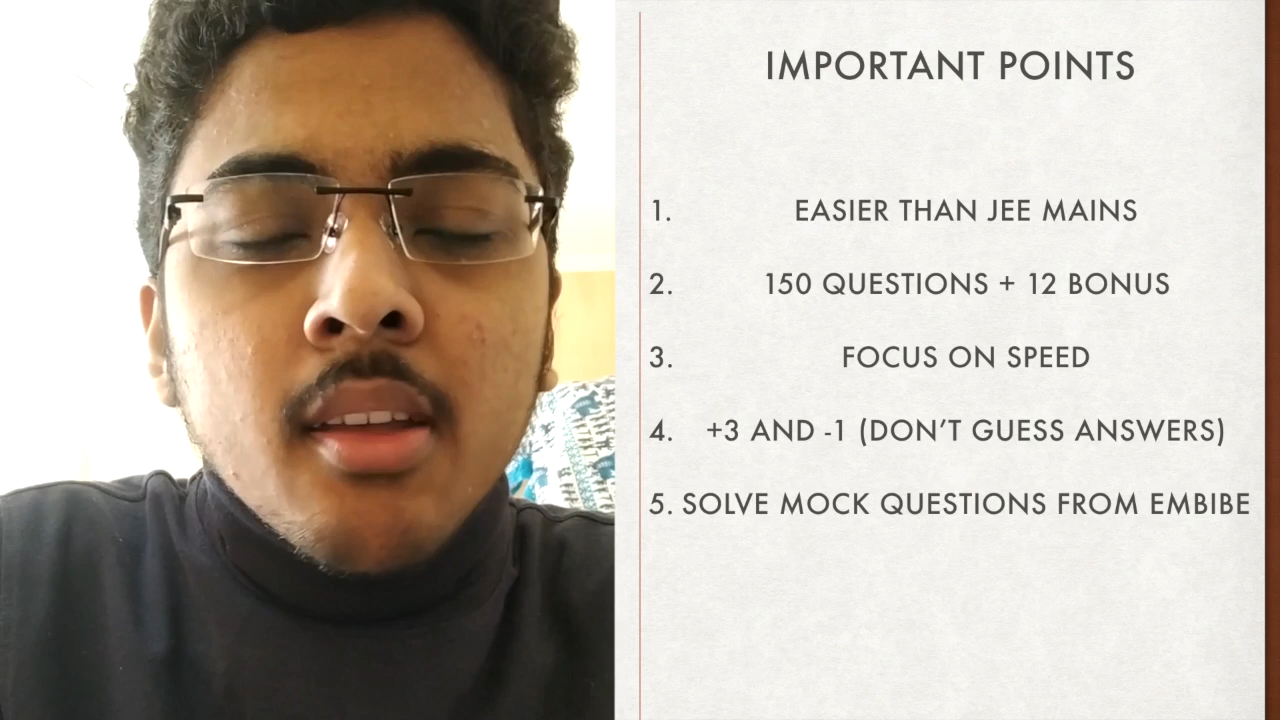 IMPORTANT POINTS
1. EASIER THAN JEE MAINS
2. 150 QUESTIONS + 12 BONUS
3. FOCUS ON SPEED
4. +3 AND -1 (DON’T GUESS ANSWERS)
5. SOLVE MOCK QUESTIONS FROM EMBIBE